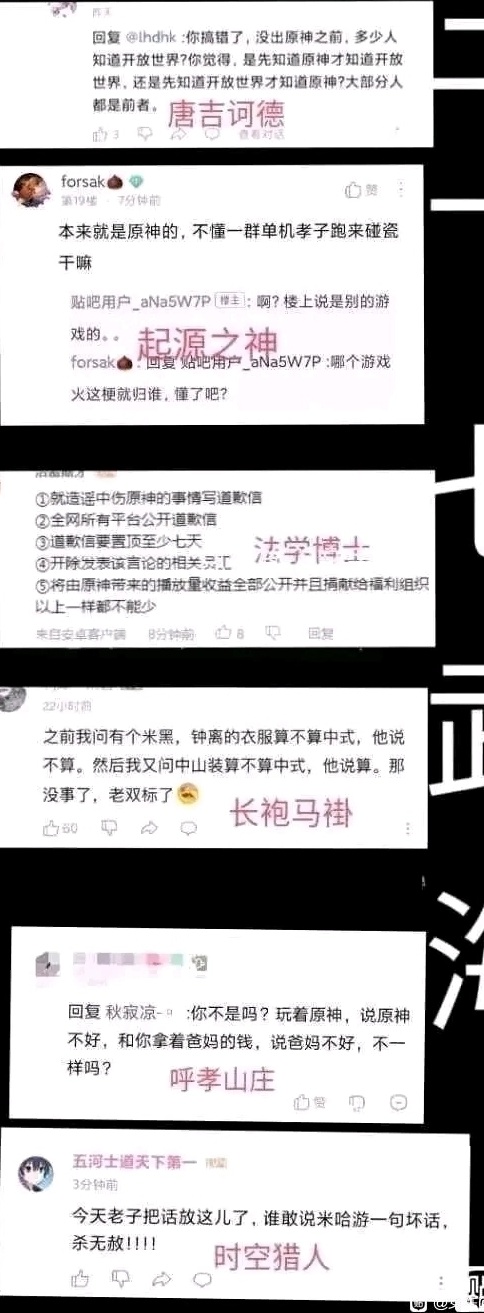 回复 @lhdhk :你搞错了，没出原神之前，多少人
知道开放世界?你觉得，是先知道原神才知道开放
世界，还是先知道开放世界才知道原神?大部分人
都是前者。
唐吉诃德
3
查看对话
forsak
第19楼 · 7分钟前
赞
本来就是原神的，不懂一群单机孝子跑来碰瓷
干嘛
贴吧用户_aNa5W7P 楼主 : 啊? 楼上说是别的游
戏的。。
起源之神
forsak : 回复 贴吧用户_aNa5W7P :哪个游戏
火这梗就归谁，懂了吧?
①就造谣中伤原神的事情写道歉信
②全网所有平台公开道歉信
③道歉信要置顶至少七天
法学博士
④开除发表该言论的相关员工
⑤将由原神带来的播放量收益全部公开并且捐献给福利组织
以上一样都不能少
来自安卓客户端 8分钟前 8 回复
22小时前
之前我问有个米黑，钟离的衣服算不算中式，他说
不算。然后我又问中山装算不算中式，他说算。那
没事了，老双标了
长袍马褂
60
武
回复 秋寂凉-。 :你不是吗? 玩着原神，说原神
不好，和你拿着爸妈的钱，说爸妈不好，不一
样吗?
呼孝山庄
赞
五河士道天下第一
3分钟前
今天老子把话放这儿了，谁敢说米哈游一句坏话，
杀无赦!!!!
时空猎人